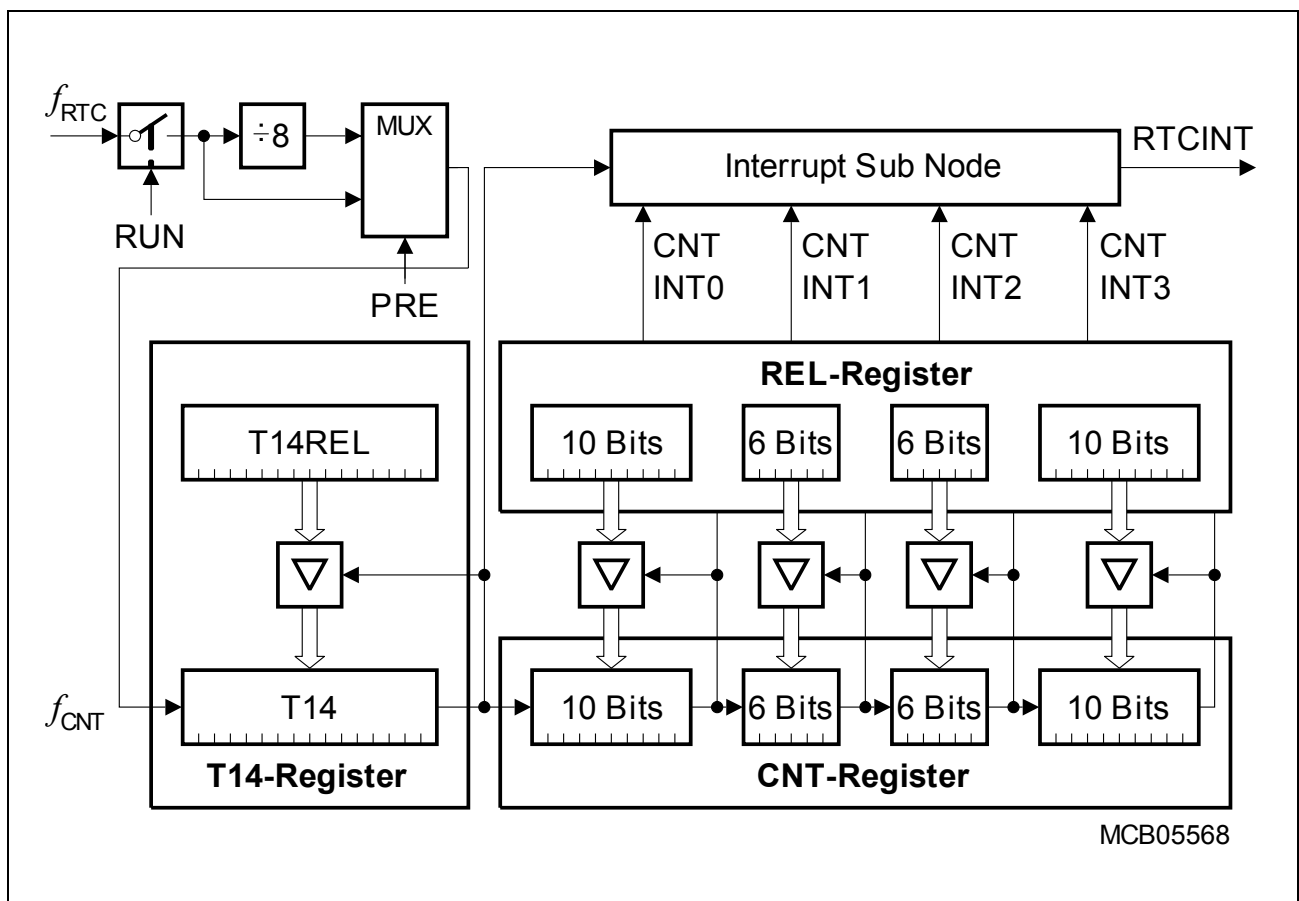 fRTC
÷8
MUX
RUN
PRE
Interrupt Sub Node
RTCINT
CNT INT0
CNT INT1
CNT INT2
CNT INT3
REL-Register
T14REL
10 Bits
6 Bits
6 Bits
10 Bits
fCNT
T14
10 Bits
6 Bits
6 Bits
10 Bits
T14-Register
CNT-Register
MCB05568